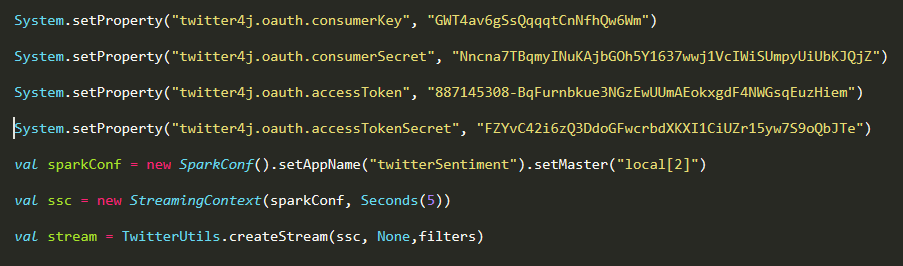 System.setProperty("twitter4j.oauth.consumerKey", "GWT4av6gSsQqqqtCnNfhQw6Wm")
System.setProperty("twitter4j.oauth.consumerSecret", "Nncna7TBqmyINuKAjbGOh5Y1637wwj1VcIWiSUmpyUiUbKJQjZ")
System.setProperty("twitter4j.oauth.accessToken", "887145308-BqFurnbkue3NGzEwUUmAEokxgdF4NWGsqEuzHiem")
System.setProperty("twitter4j.oauth.accessTokenSecret", "FZYvC42i6zQ3DdoGFwcrbdXKXI1CiUZr15yw7S9oQbJTe")
val sparkConf = new SparkConf().setAppName("twitterSentiment").setMaster("local[2]")
val ssc = new StreamingContext(sparkConf, Seconds(5))
val stream = TwitterUtils.createStream(ssc, None,filters)